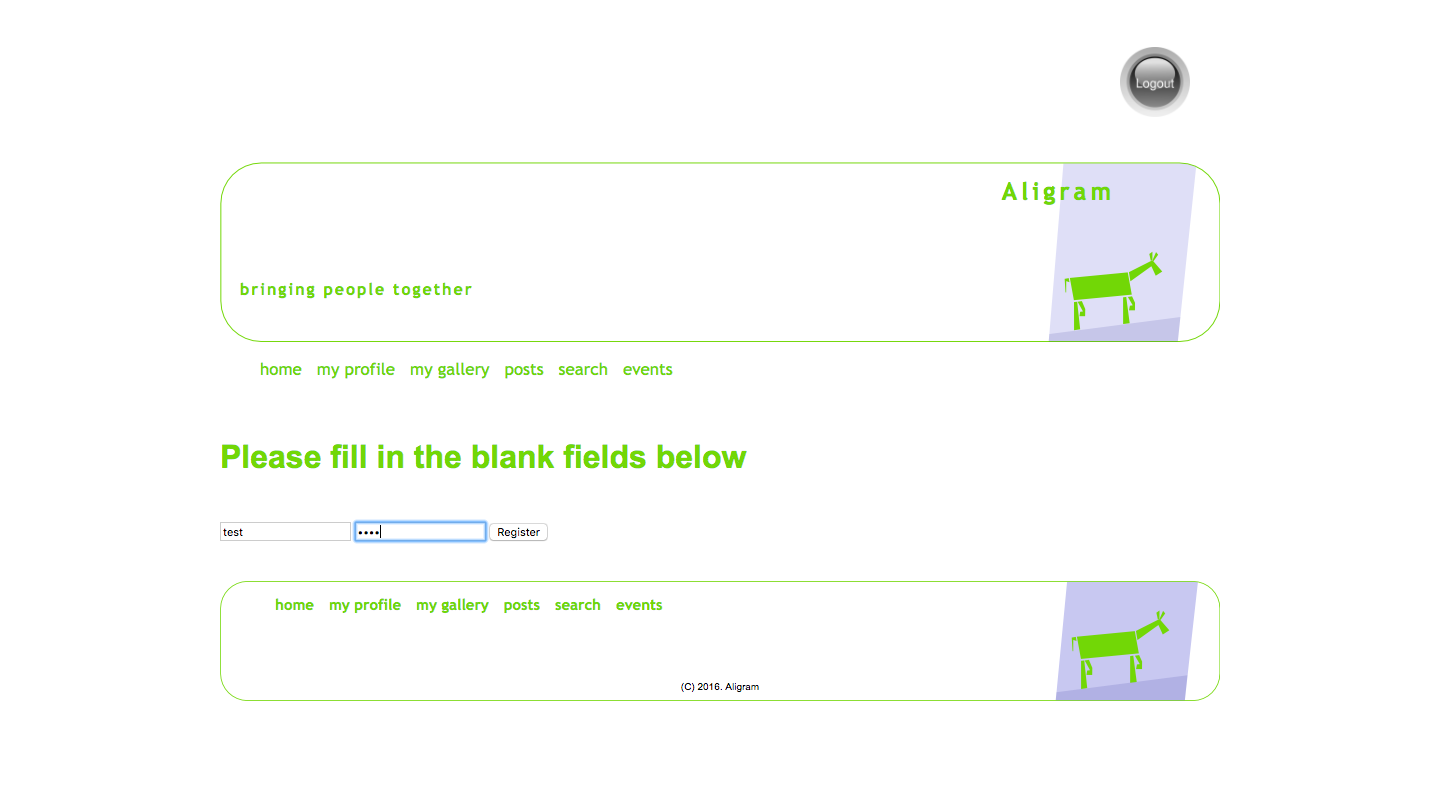 Logout
Aligram
bringing people together
home my profile my gallery posts search events
Please fill in the blank fields below
test •••• Register
home my profile my gallery posts search events
(C) 2016. Aligram